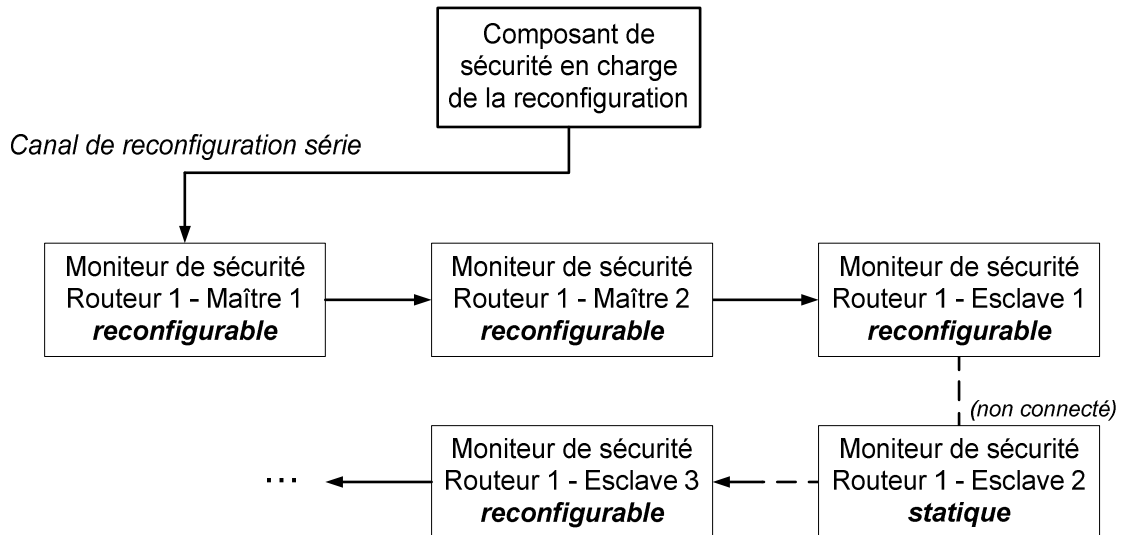 Composant de
sécurité en charge
de la reconfiguration
Canal de reconfiguration série
Moniteur de sécurité
Routeur 1 - Maître 1
reconfigurable
Moniteur de sécurité
Routeur 1 - Maître 2
reconfigurable
Moniteur de sécurité
Routeur 1 - Esclave 1
reconfigurable
(non connecté)
...
Moniteur de sécurité
Routeur 1 - Esclave 3
reconfigurable
Moniteur de sécurité
Routeur 1 - Esclave 2
statique